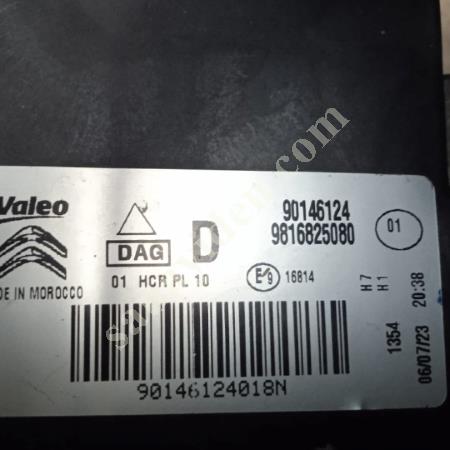 Valeo
DE IN MOROCCO
DAG
01 HCR PL 10
D
90146124
9816825080
01
E9 16814
H7
H1
1354
06/07/23 20:38
90146124018N